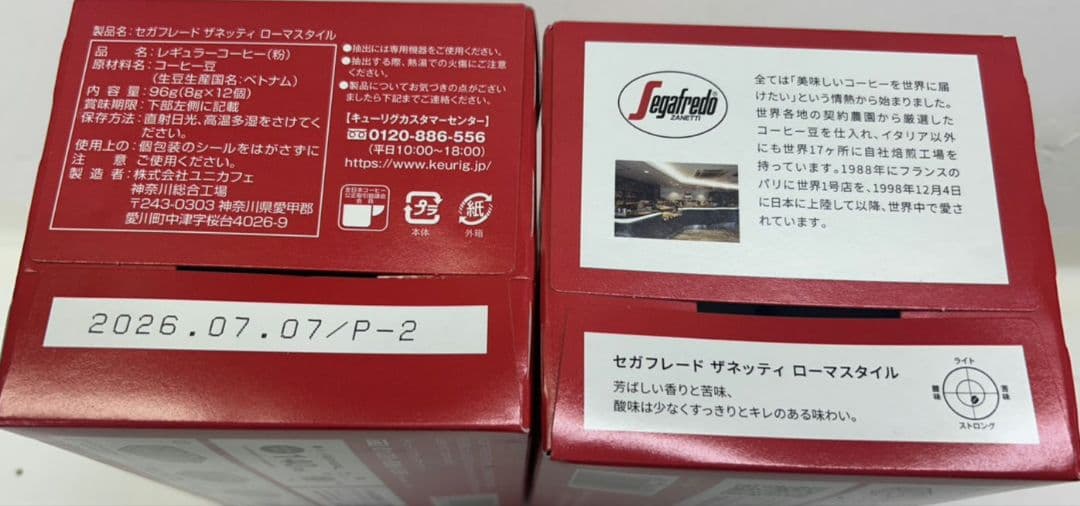 製品名:セガフレード ザネッティ ローマスタイル
品名:レギュラーコーヒー(粉)
原材料名:コーヒー豆
(生豆生産国名:ベトナム)
内容量:96g(8g×12個)
賞味期限:下部左側に記載
保存方法:直射日光、高温多湿をさけてく
ださい。
使用上の:個包装のシールをはがさずに
注意 ご使用ください。
製造者:株式会社ユニカフェ
神奈川総合工場
〒243-0303 神奈川県愛甲郡
愛川町中津字桜台4026-9
●抽出には専用機器をご使用ください。
●抽出する際、熱湯での火傷にご注意
ください。
●製品についてお気づきの点がござい
ましたら下記までご連絡ください。
【キューリグカスタマーセンター】
0120-886-556
(平日10:00~18:00)
https://www.keurig.jp/
全日本コーヒー
公正取引協議会
会員
プラ
本体
紙
外箱
2026.07.07/P-2
Segafredo
ZANETTI
全ては「美味しいコーヒーを世界に届
けたい」という情熱から始まりました。
世界各地の契約農園から厳選した
コーヒー豆を仕入れ、イタリア以外
にも世界17ヶ所に自社焙煎工場を
持っています。1988年にフランスの
パリに世界1号店を、1998年12月4日
に日本に上陸して以降、世界中で愛さ
れています。
セガフレード ザネッティ ローマスタイル
芳ばしい香りと苦味、
酸味は少なくすっきりとキレのある味わい。
ライト
酸味
苦味
ストロング